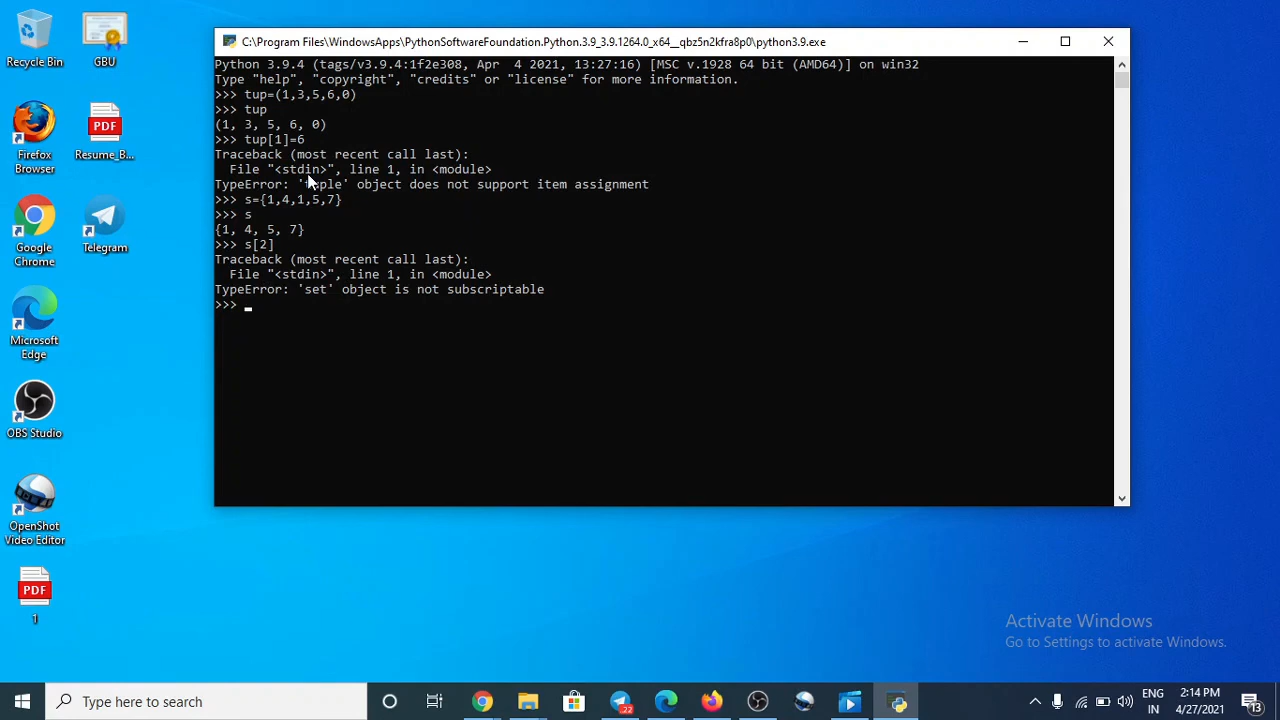 Recycle Bin
GBU
Firefox
Browser
PDF
Resume_B...
Google
Chrome
Telegram
Microsoft
Edge
OBS Studio
OpenShot
Video Editor
PDF
1
C:\Program Files\WindowsApps\PythonSoftwareFoundation.Python.3.9_3.9.1264.0_x64__qbz5n2kfra8p0\python3.9.exe
Python 3.9.4 (tags/v3.9.4:1f2e308, Apr  4 2021, 13:27:16) [MSC v.1928 64 bit (AMD64)] on win32
Type "help", "copyright", "credits" or "license" for more information.
>>> tup=(1,3,5,6,0)
>>> tup
(1, 3, 5, 6, 0)
>>> tup[1]=6
Traceback (most recent call last):
  File "<stdin>", line 1, in <module>
TypeError: 'tuple' object does not support item assignment
>>> s={1,4,1,5,7}
>>> s
{1, 4, 5, 7}
>>> s[2]
Traceback (most recent call last):
  File "<stdin>", line 1, in <module>
TypeError: 'set' object is not subscriptable
>>>
Activate Windows
Go to Settings to activate Windows.
Type here to search
22
ENG
IN
2:14 PM
4/27/2021
13